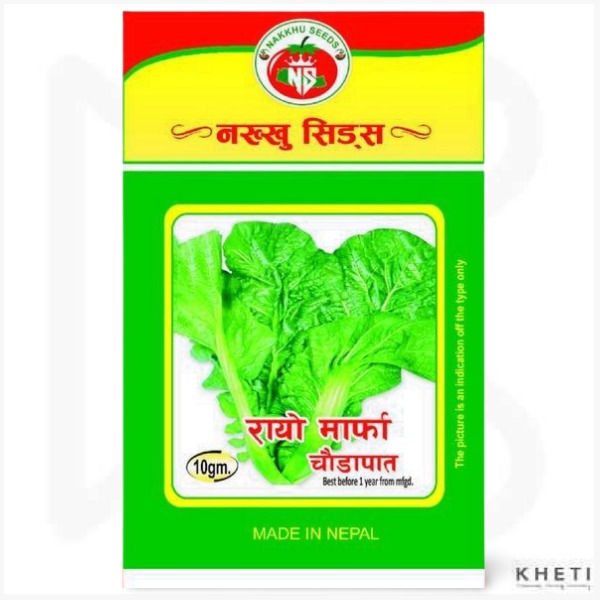 NAKKHU SEEDS
NS
नख्खु सिड्स
The picture is an indication off the type only
रायो मार्फा
चौडापात
10gm.
Best before 1 year from mfgd.
MADE IN NEPAL
KHETI